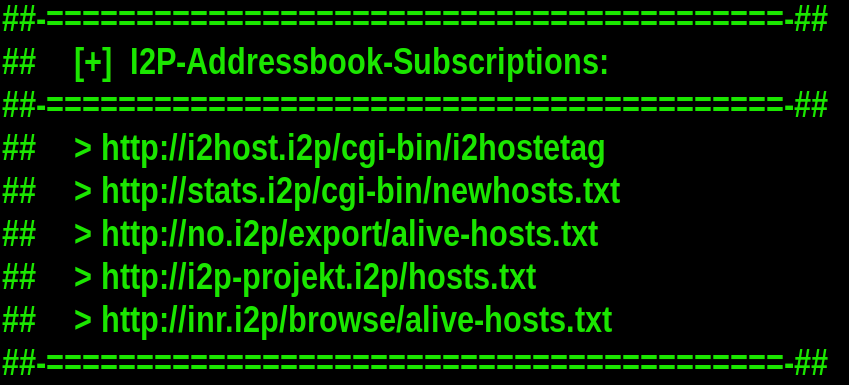 ##-=========================================-##
## [+] I2P-Addressbook-Subscriptions:
##-=========================================-##
## > http://i2host.i2p/cgi-bin/i2hostetag
## > http://stats.i2p/cgi-bin/newhosts.txt
## > http://no.i2p/export/alive-hosts.txt
## > http://i2p-projekt.i2p/hosts.txt
## > http://inr.i2p/browse/alive-hosts.txt
##-=========================================-##